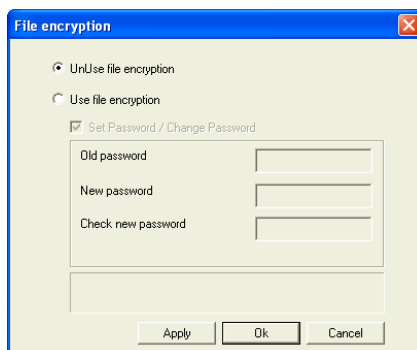 File encryption
UnUse file encryption
Use file encryption
Set Password / Change Password
Old password
New password
Check new password
Apply Ok Cancel